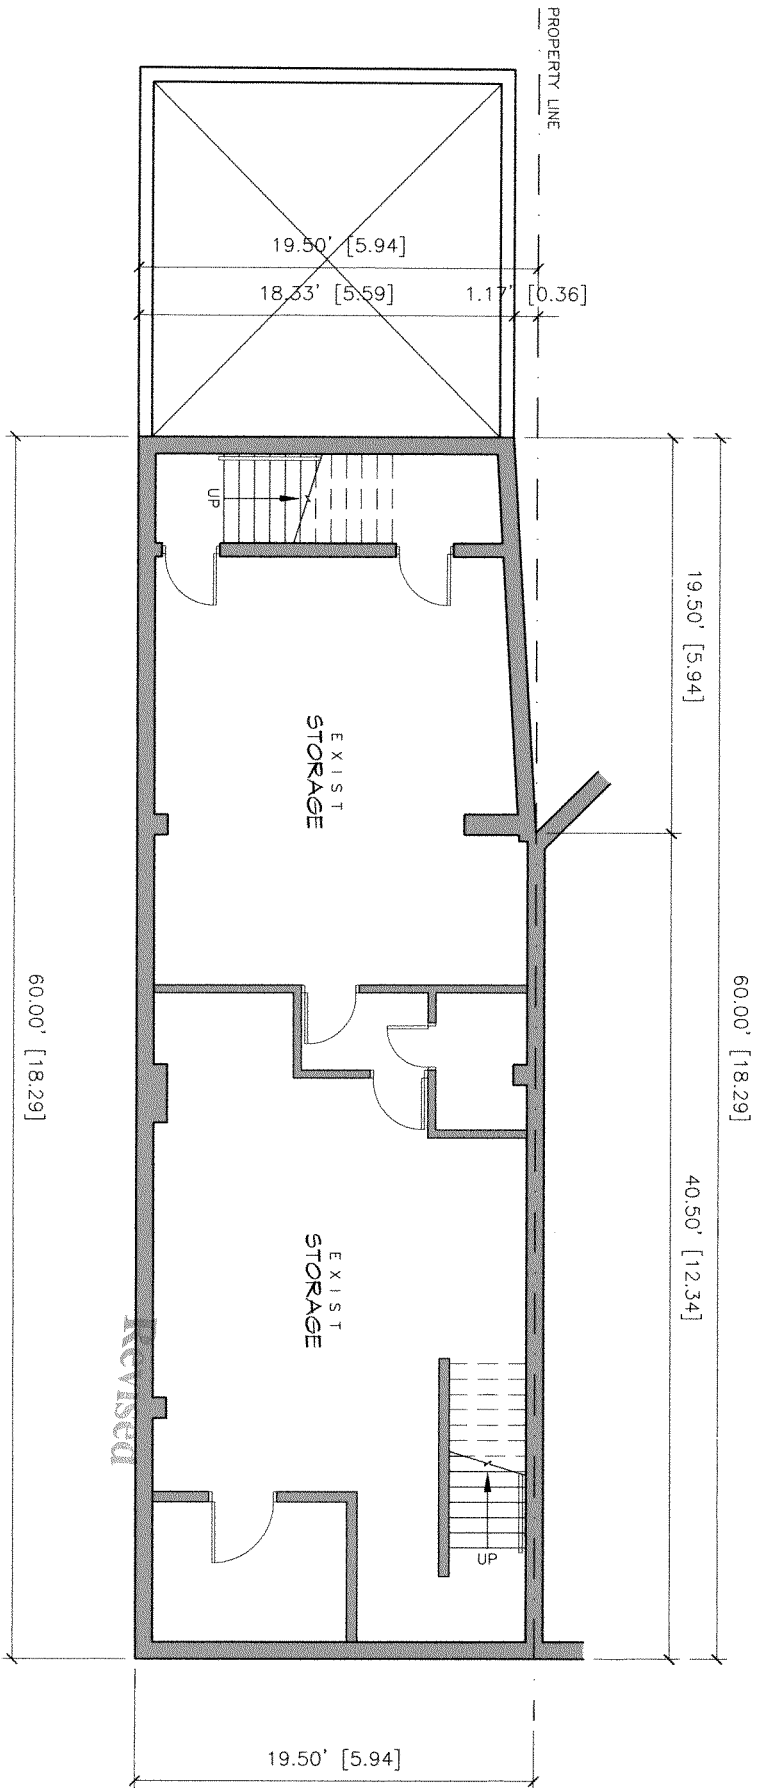 PROPERTY LINE
19.50' [5.94]
18.33' [5.59]
1.17' [0.36]
UP
19.50' [5.94]
EXIST
STORAGE
60.00' [18.29]
60.00' [18.29]
40.50' [12.34]
EXIST
STORAGE
Revised
UP
19.50' [5.94]